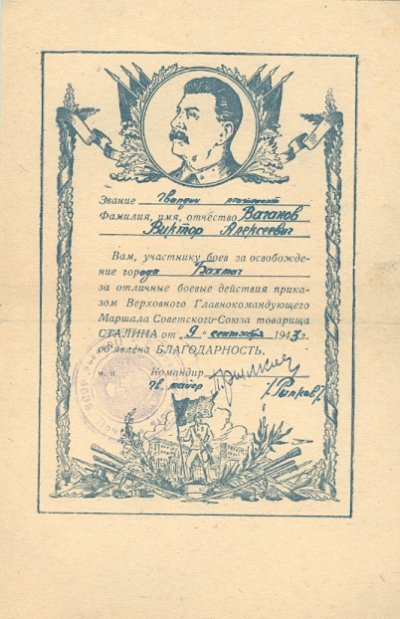 Звание гвардии
Фамилия, имя, отчество Ваганов
Виктор Алексеевич
Вам, участнику боев за освобожде-
ние города Бахмач
за отличные боевые действия прика-
зом Верховного Главнокомандующего
Маршала Советского Союза товарища
СТАЛИНА от "9" сентября 1943 г.
объявлена БЛАГОДАРНОСТЬ.
Командир
гв. майор